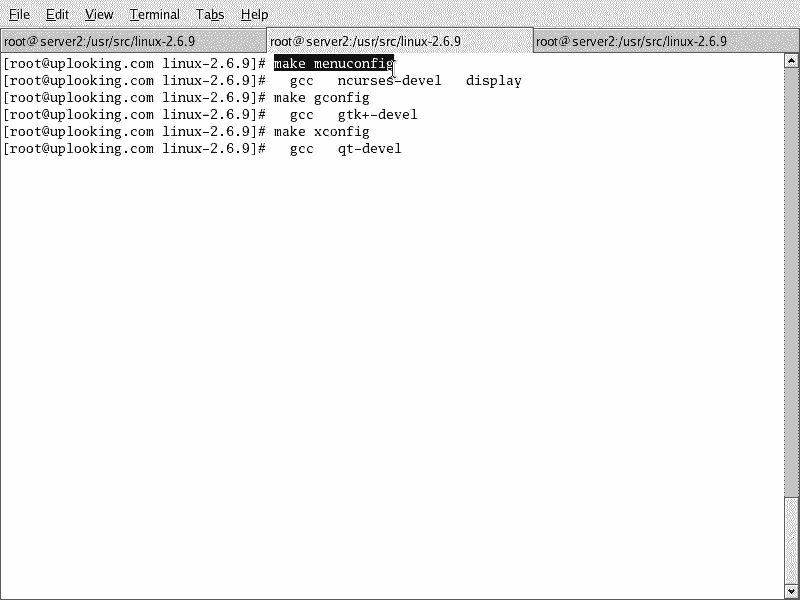 File Edit View Terminal Tabs Help
root@server2:/usr/src/linux-2.6.9 root@server2:/usr/src/linux-2.6.9 root@server2:/usr/src/linux-2.6.9
[root@uplooking.com linux-2.6.9]# make menuconfig
[root@uplooking.com linux-2.6.9]#   gcc   ncurses-devel   display
[root@uplooking.com linux-2.6.9]# make gconfig
[root@uplooking.com linux-2.6.9]#   gcc   gtk+-devel
[root@uplooking.com linux-2.6.9]# make xconfig
[root@uplooking.com linux-2.6.9]#   gcc   qt-devel